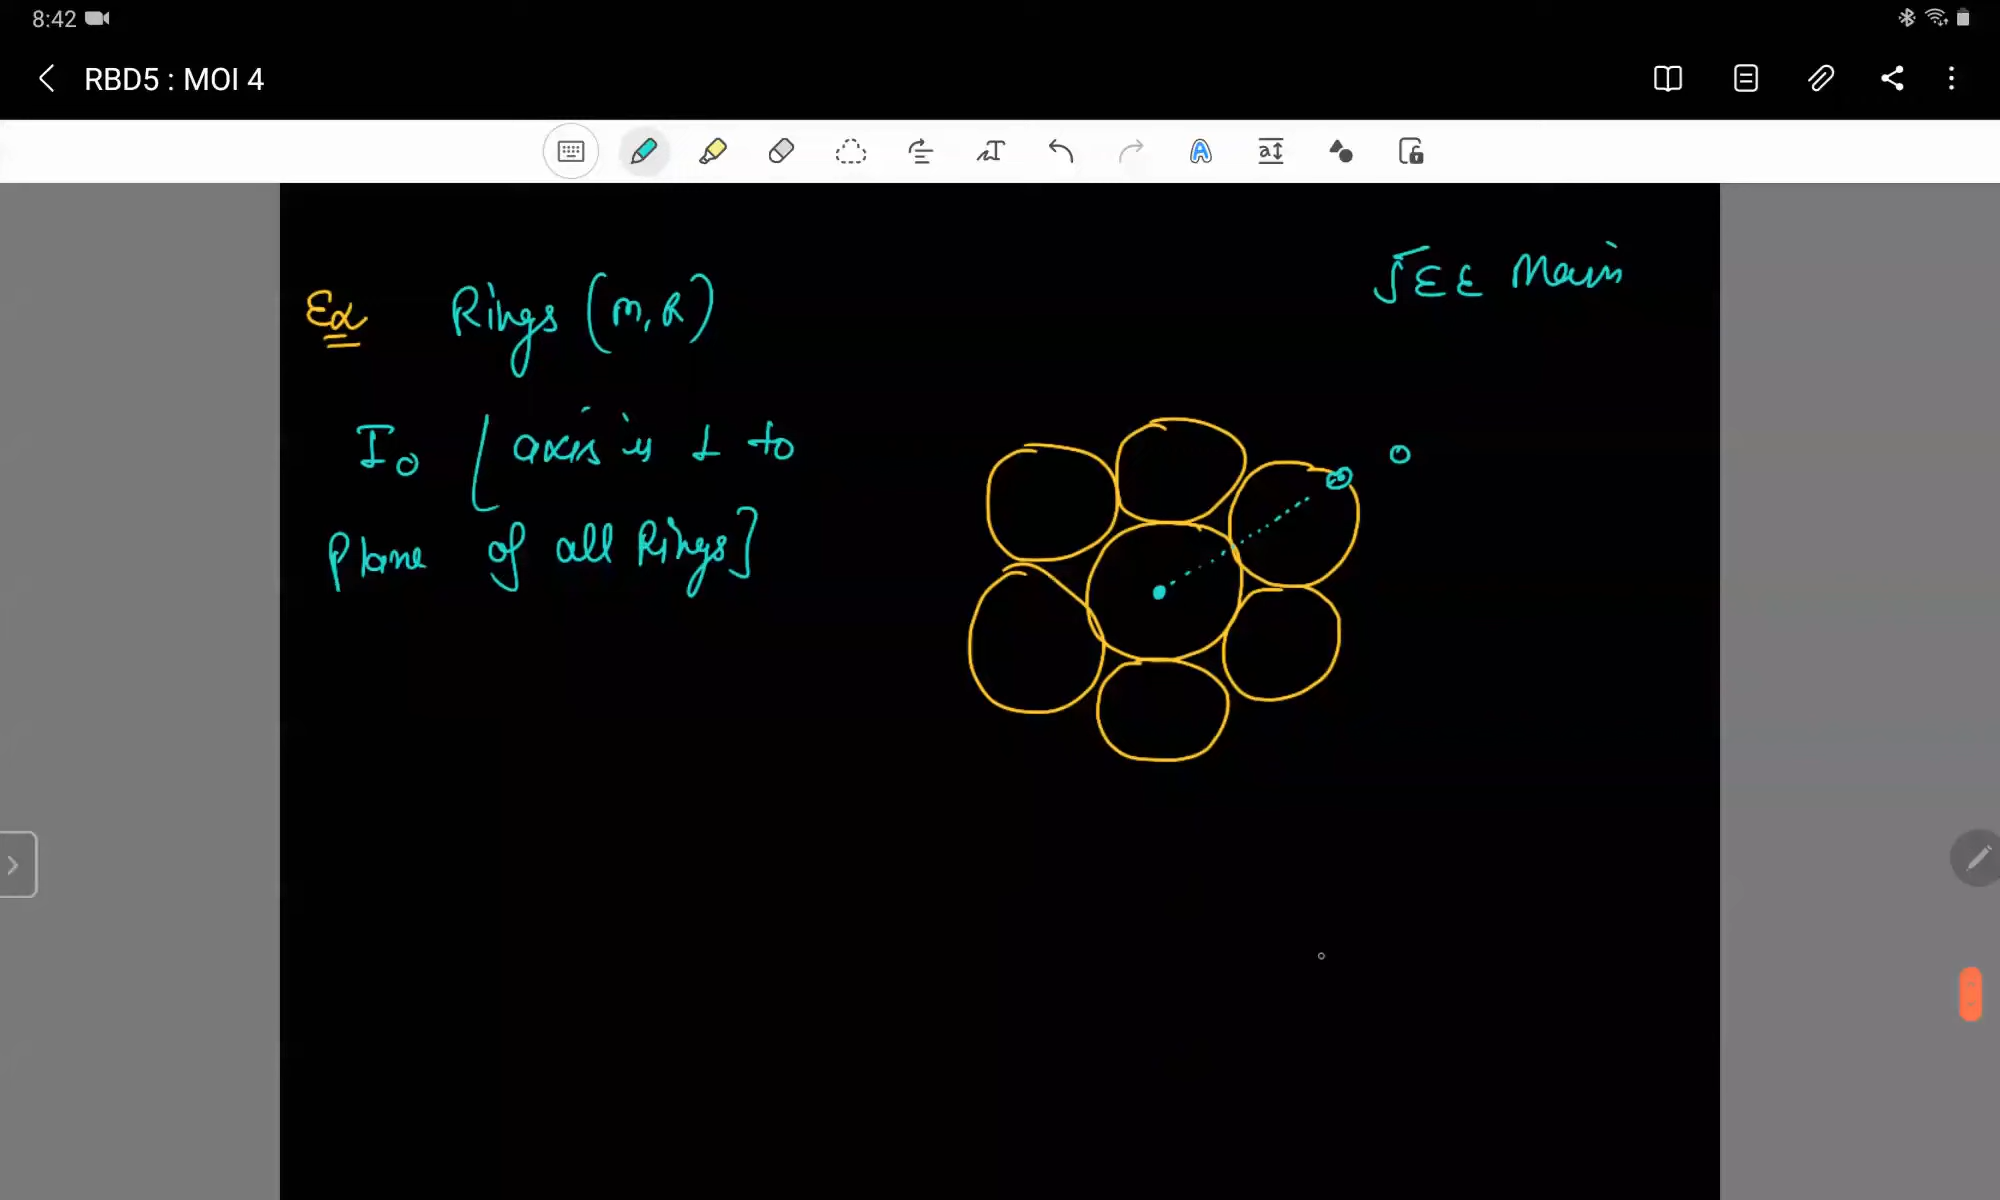 8:42
RBD5 : MOI 4
Ex Rings (m, R)
JEE Main
I₀ [ axis is ⊥ to
Plane of all Rings]
O